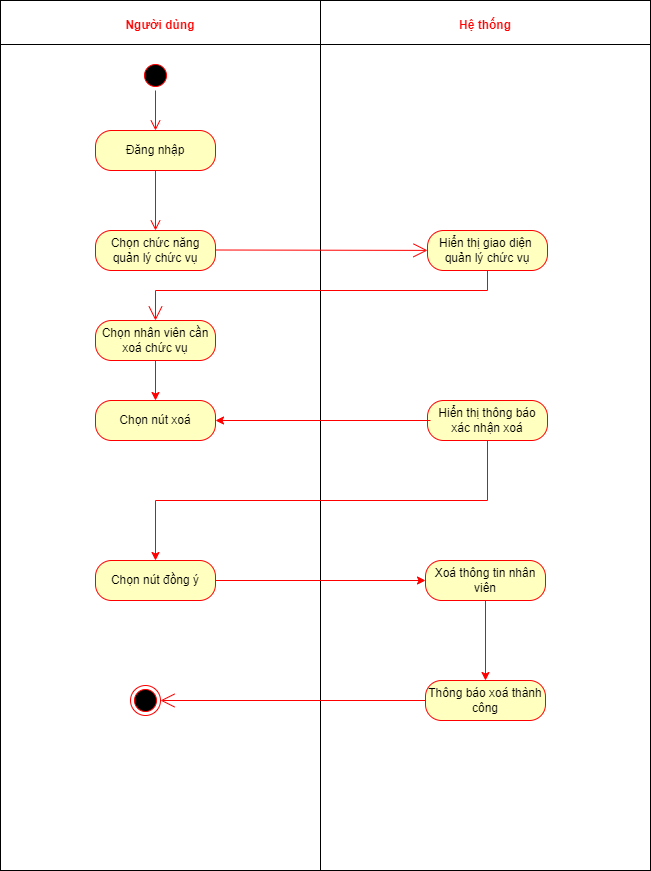 Người dùng
Hệ thống
Đăng nhập
Chọn chức năng
quản lý chức vụ
Hiển thị giao diện
quản lý chức vụ
Chọn nhân viên cần
xoá chức vụ
Chọn nút xoá
Hiển thị thông báo
xác nhận xoá
Chọn nút đồng ý
Xoá thông tin nhân
viên
Thông báo xoá thành
công